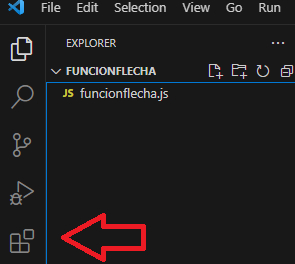 File Edit Selection View Go Run
EXPLORER
FUNCIONFLECHA
JS funcionflecha.js